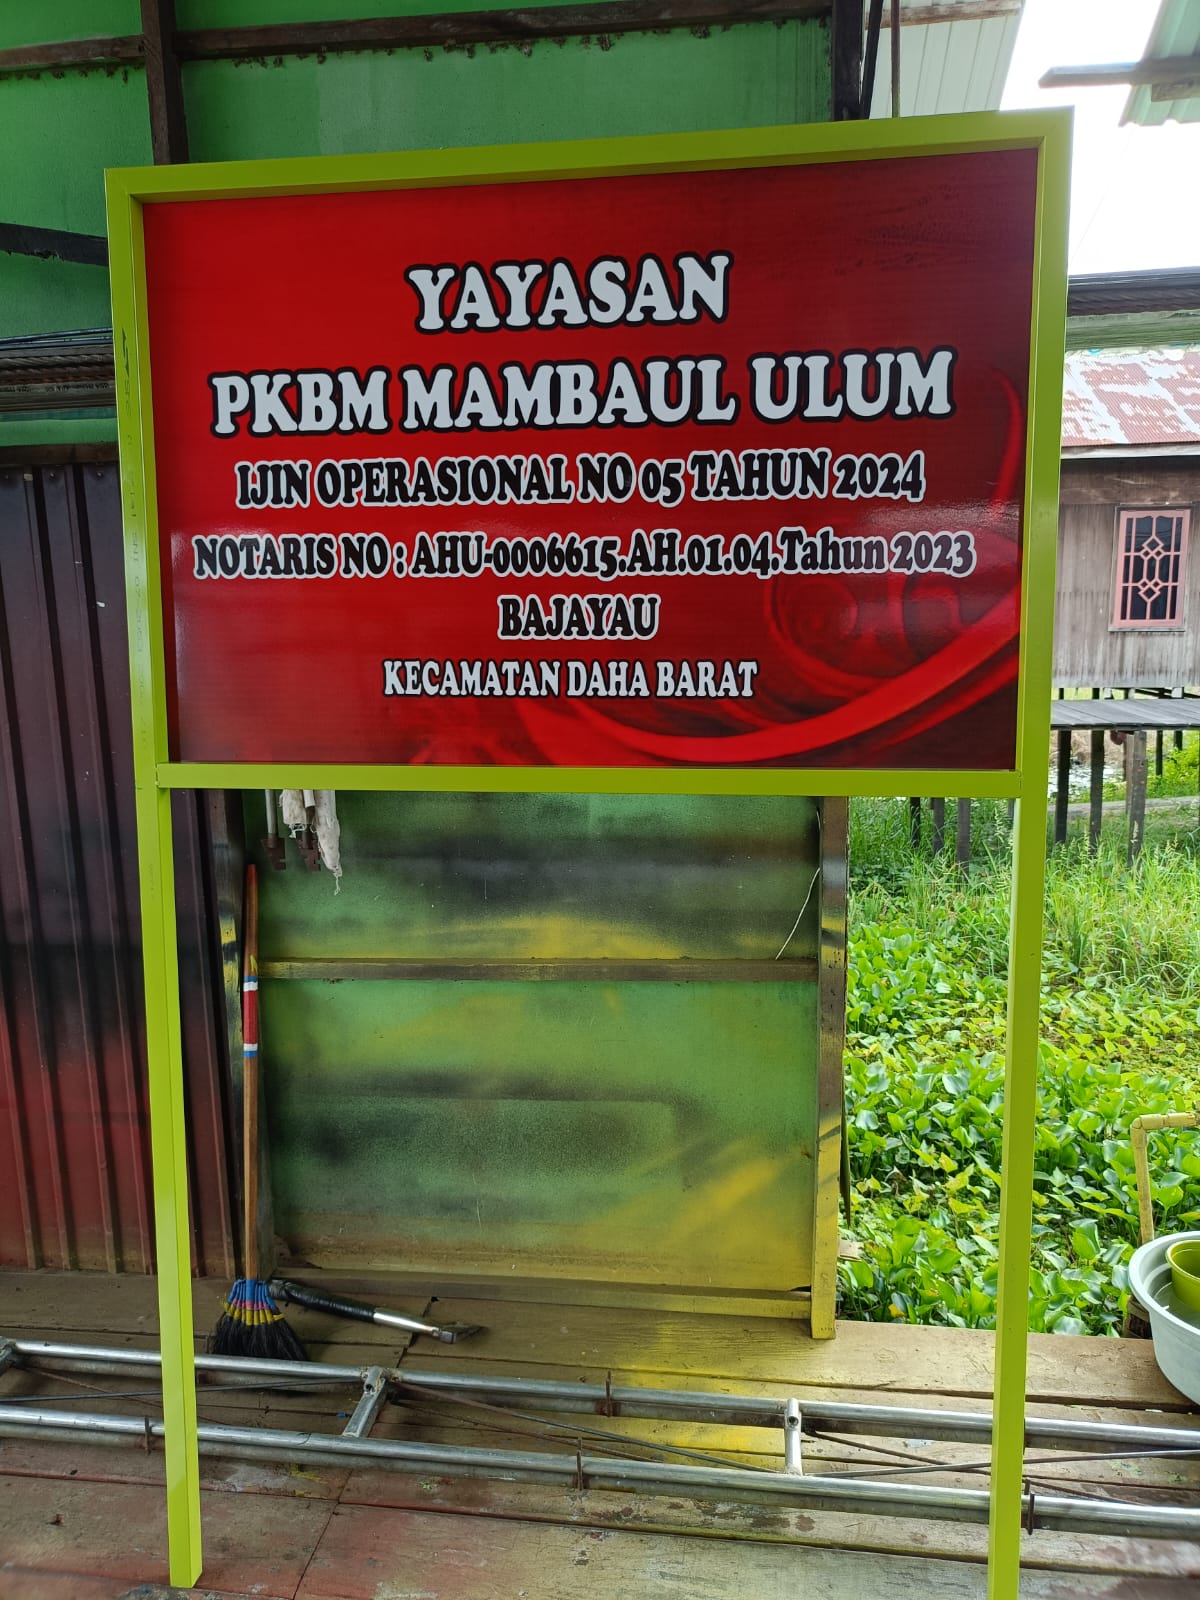 YAYASAN
PKBM MAMBAUL ULUM
IJIN OPERASIONAL NO 05 TAHUN 2024
NOTARIS NO : AHU-0006615.AH.01.04.Tahun 2023
BAJAYAU
KECAMATAN DAHA BARAT